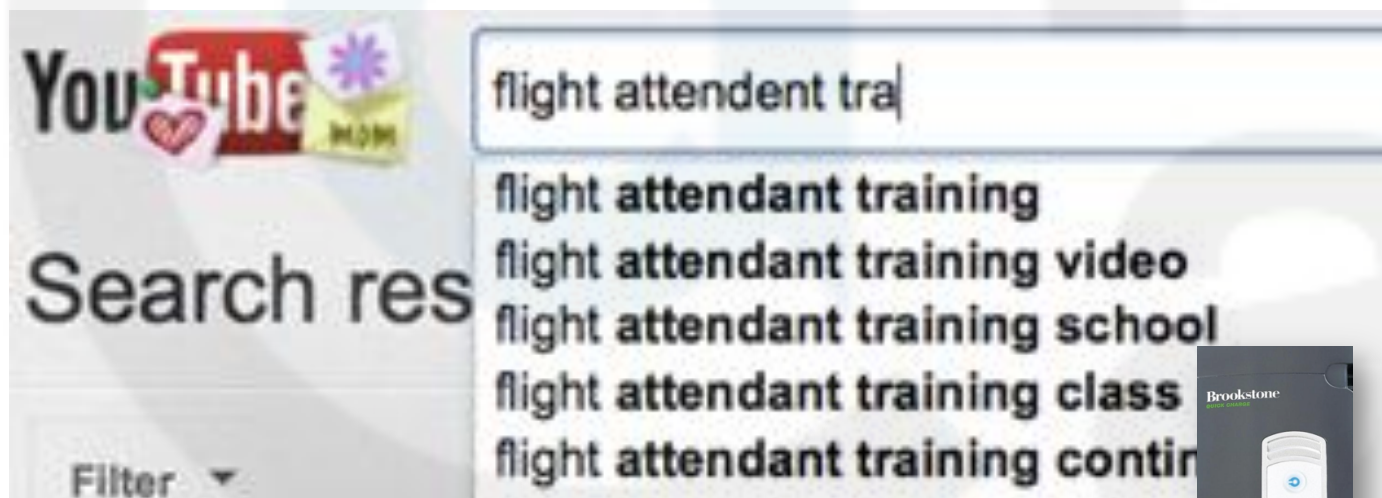 YouTube
MOM
flight attendent tra
flight attendant training
flight attendant training video
flight attendant training school
flight attendant training class
flight attendant training contin
Search res
Filter
Brookstone